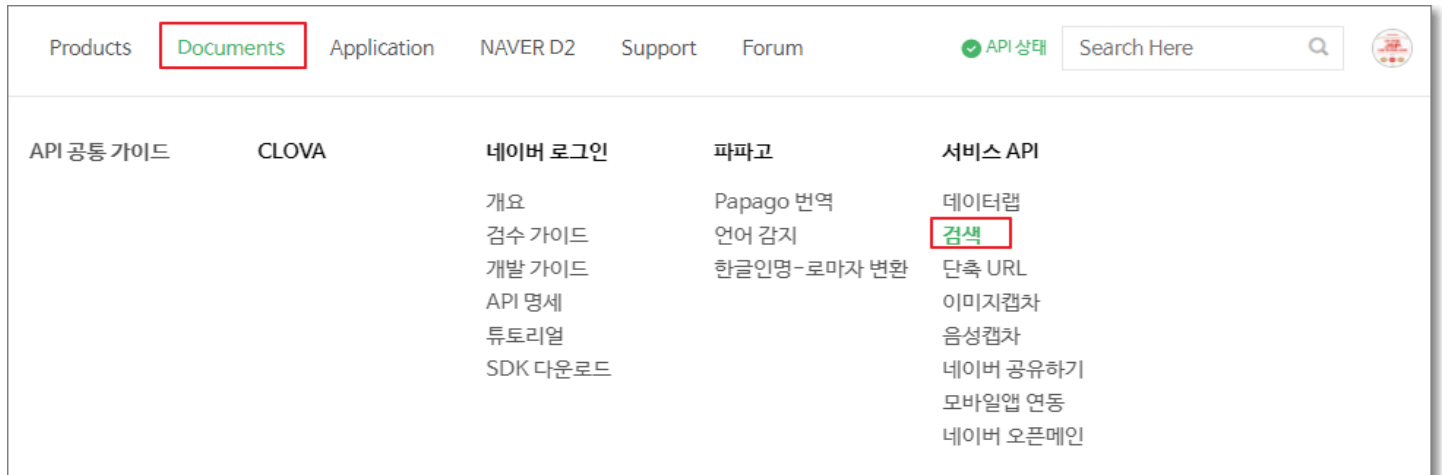 Products Documents Application NAVER D2 Support Forum API 상태 Search Here
API 공통 가이드
CLOVA
네이버 로그인
개요
검수 가이드
개발 가이드
API 명세
튜토리얼
SDK 다운로드
파파고
Papago 번역
언어 감지
한글인명-로마자 변환
서비스 API
데이터랩
검색
단축 URL
이미지캡차
음성캡차
네이버 공유하기
모바일앱 연동
네이버 오픈메인